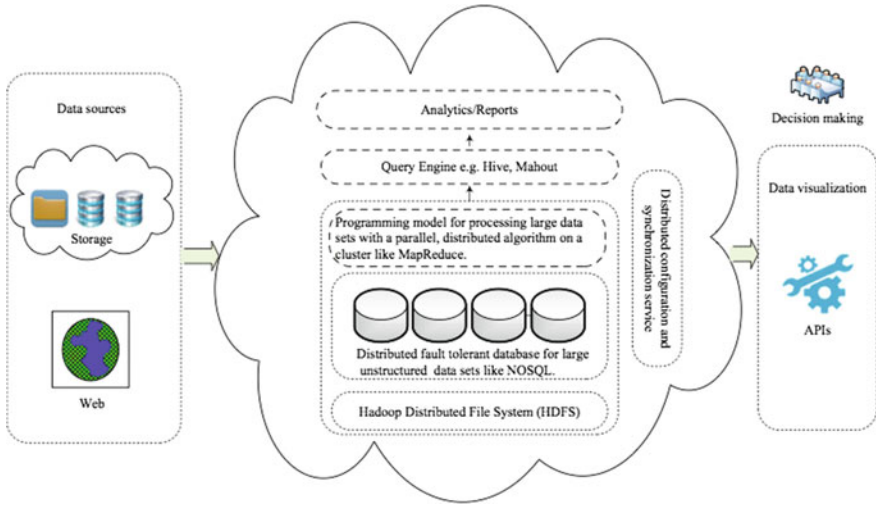 Data sources
Storage
Web
Analytics/Reports
Query Engine e.g. Hive, Mahout
Programming model for processing large data
sets with a parallel, distributed algorithm on a
cluster like MapReduce.
Distributed fault tolerant database for large
unstructured data sets like NOSQL.
Hadoop Distributed File System (HDFS)
Distributed configuration and
synchronization service
Decision making
Data visualization
APIs